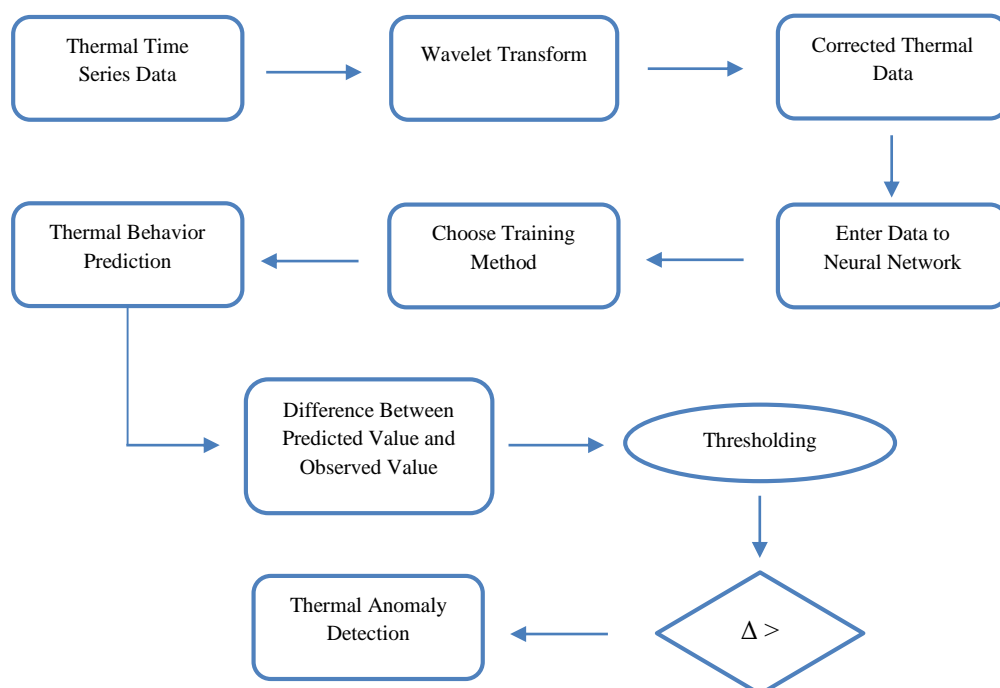 Thermal Time
Series Data
Wavelet Transform
Corrected Thermal
Data
Enter Data to
Neural Network
Choose Training
Method
Thermal Behavior
Prediction
Difference Between
Predicted Value and
Observed Value
Thresholding
Δ >
Thermal Anomaly
Detection